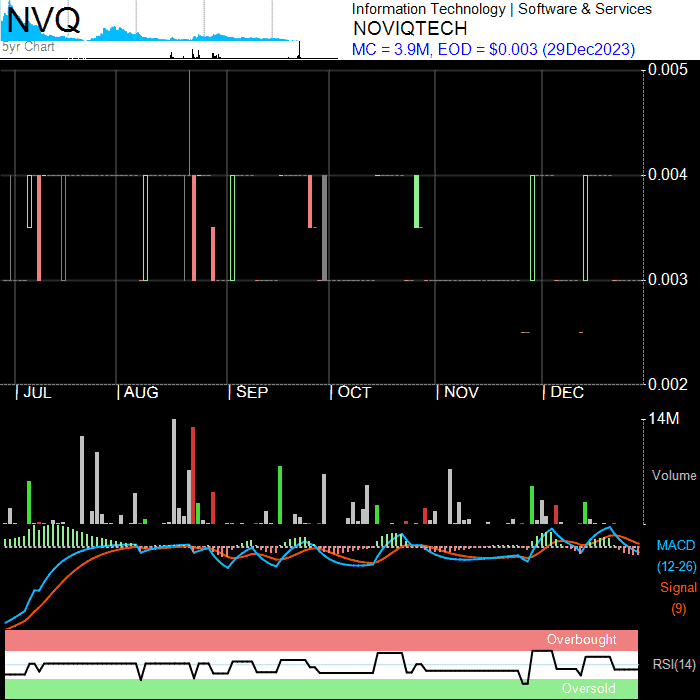 NVQ
5yr Chart
Information Technology | Software & Services
NOVIQTECH
MC = 3.9M, EOD = $0.003 (29Dec2023)
0.005
0.004
0.003
0.002
JUL AUG SEP OCT NOV DEC
14M
Volume
MACD
(12-26)
Signal
(9)
Overbought
RSI(14)
Oversold